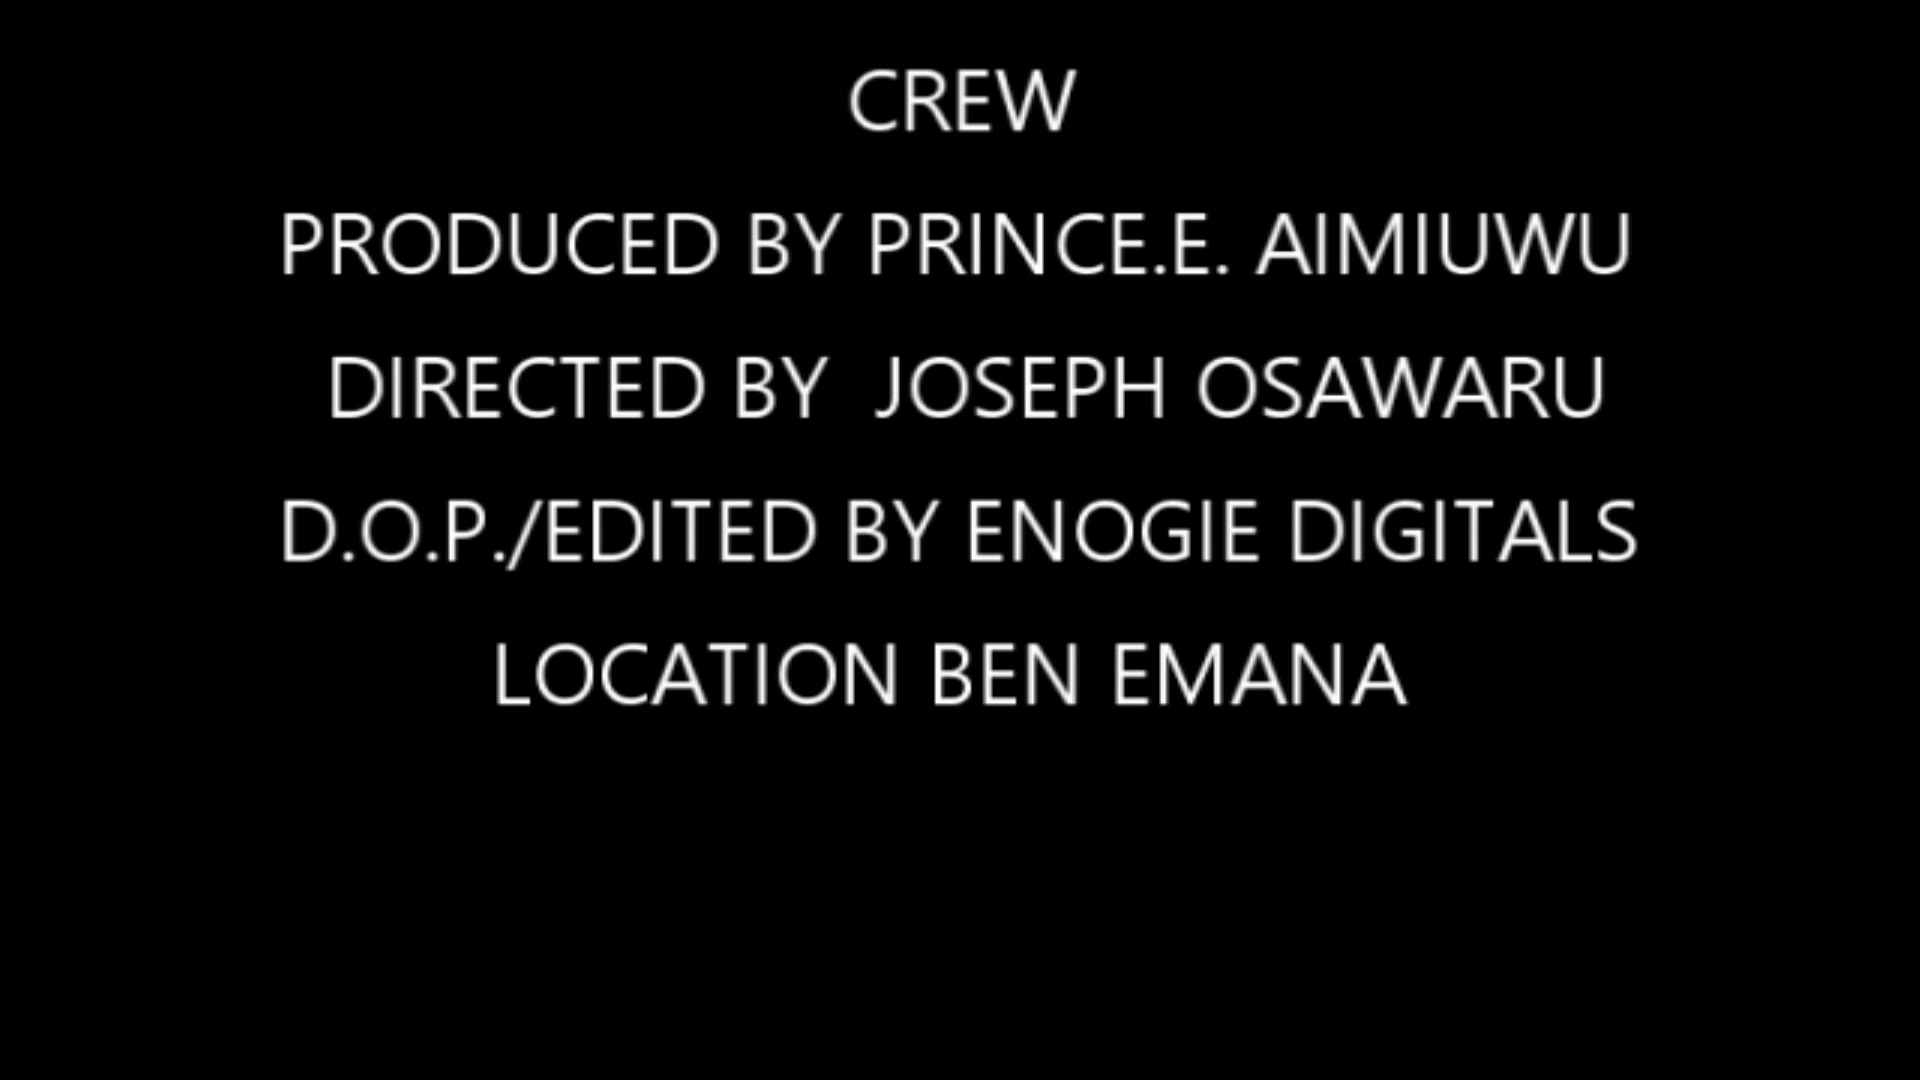 CREW
PRODUCED BY PRINCE.E. AIMIUWU
DIRECTED BY  JOSEPH OSAWARU
D.O.P./EDITED BY ENOGIE DIGITALS
LOCATION BEN EMANA